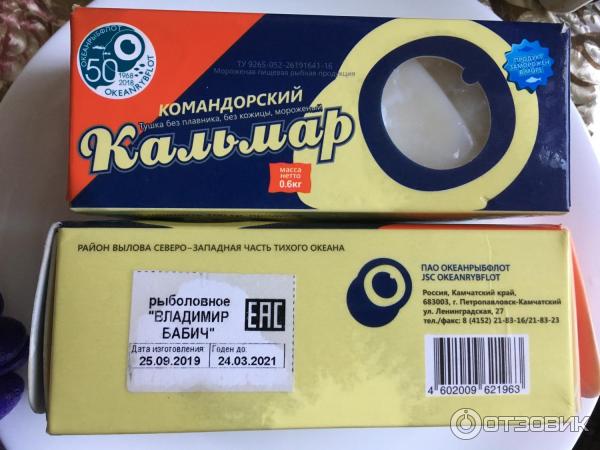 ОКЕАНРЫБФЛОТ
50
1968
2018
OKEANRYBFLOT
ТУ 9265-052-26191641-16
Мороженая пищевая рыбная продукция
ПРОДУКТ
ЗАМОРОЖЕН
В МОРЕ
КОМАНДОРСКИЙ
Тушка без плавника, без кожицы, мороженый
Кальмар
масса
нетто
0.6кг
РАЙОН ВЫЛОВА СЕВЕРО-ЗАПАДНАЯ ЧАСТЬ ТИХОГО ОКЕАНА
рыболовное
"ВЛАДИМИР
БАБИЧ"
EAC
Дата изготовления:
Годен до:
25.09.2019
24.03.2021
ПАО ОКЕАНРЫБФЛОТ
JSC OKEANRYBFLOT
Россия, Камчатский край,
683003, г. Петропавловск-Камчатский
ул. Ленинградская, 27
тел./факс: 8 (4152) 21-83-16/21-83-23
4 602009 621963
ОТЗОВИК